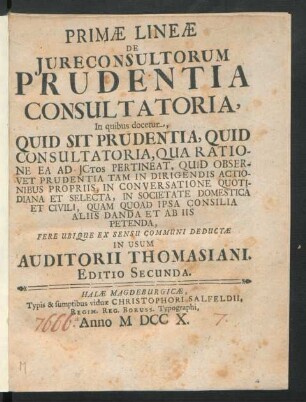 PRIMÆ LINEÆ
DE
JURECONSULTORUM
PRUDENTIA
CONSULTATORIA,
In quibus docetur,
QUID SIT PRUDENTIA, QUID
CONSULTATORIA, QUA RATIO-
NE EA AD JCTOS PERTINEAT, QUID OBSER-
VET PRUDENTIA TAM IN DIRIGENDIS ACTIO-
NIBUS PROPRIIS, IN CONVERSATIONE QUOTI-
DIANA ET SELECTA, IN SOCIETATE DOMESTICA
ET CIVILI, QUAM QUOAD IPSA CONSILIA
ALIIS DANDA ET AB IIS
PETENDA,
FERE UBIQUE EX SENSU COMMUNI DEDUCTÆ
IN USUM
AUDITORII THOMASIANI.
EDITIO SECUNDA.
HALÆ MAGDEBURGICÆ,
Typis & sumptibus viduæ CHRISTOPHORI SALFELDII,
REGIM. REG. BORUSS. Typographi,
Anno M DCC X.
7666. 7.
M